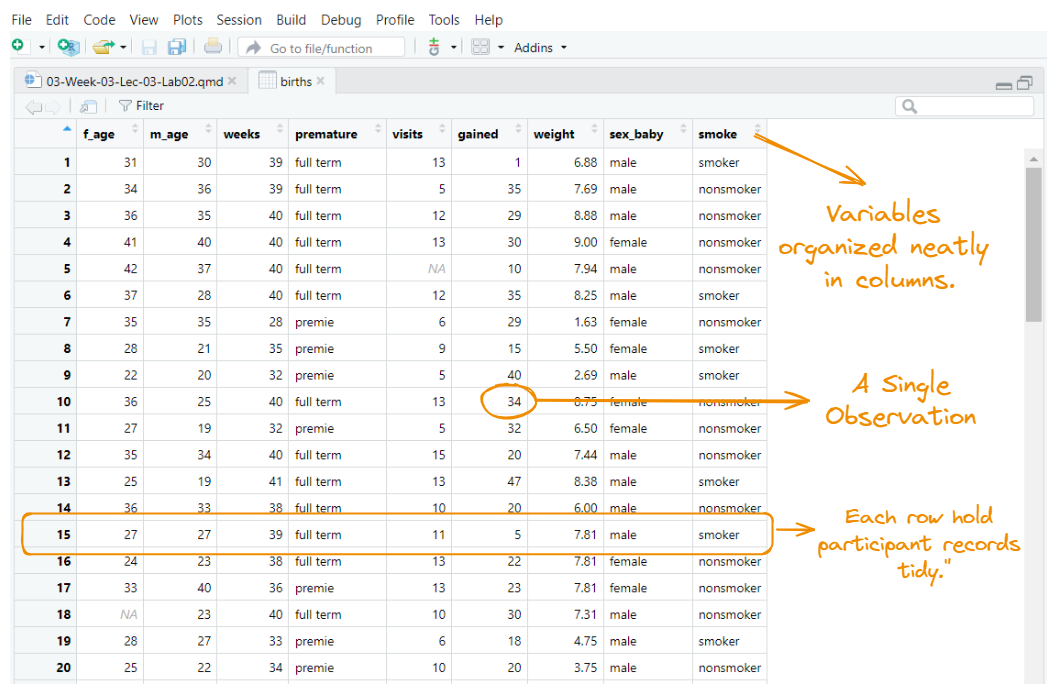 File Edit Code View Plots Session Build Debug Profile Tools Help
Go to file/function Addins
03-Week-03-Lec-03-Lab02.qmd births
Filter
f_age m_age weeks premature visits gained weight sex_baby smoke
1 31 30 39 full term 13 1 6.88 male smoker
2 34 36 39 full term 5 35 7.69 male nonsmoker
3 36 35 40 full term 12 29 8.88 male nonsmoker
4 41 40 40 full term 13 30 9.00 female nonsmoker
5 42 37 40 full term NA 10 7.94 male nonsmoker
6 37 28 40 full term 12 35 8.25 male smoker
7 35 35 28 premie 6 29 1.63 female nonsmoker
8 28 21 35 premie 9 15 5.50 female smoker
9 22 20 32 premie 5 40 2.69 male smoker
10 36 25 40 full term 13 34 8.75 female nonsmoker
11 27 19 32 premie 5 32 6.50 female nonsmoker
12 35 34 40 full term 15 20 7.44 male nonsmoker
13 25 19 41 full term 13 47 8.38 male smoker
14 36 33 38 full term 10 20 6.00 male nonsmoker
15 27 27 39 full term 11 5 7.81 male smoker
16 24 23 38 full term 13 22 7.81 female nonsmoker
17 33 40 36 premie 13 23 7.81 female nonsmoker
18 NA 23 40 full term 10 30 7.31 male nonsmoker
19 28 27 33 premie 6 18 4.75 male smoker
20 25 22 34 premie 10 20 3.75 male nonsmoker
Variables
organized neatly
in columns.
A Single
Observation
Each row hold
participant records
tidy."